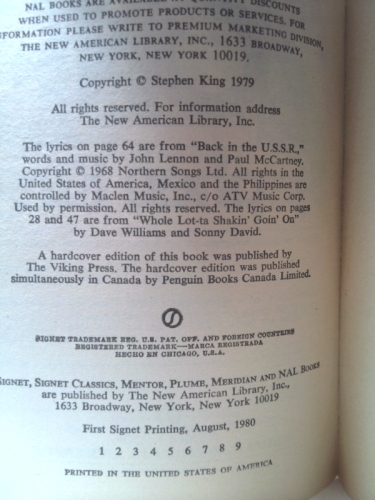 NAL BOOKS ARE AVAILABLE AT QUANTITY DISCOUNTS
WHEN USED TO PROMOTE PRODUCTS OR SERVICES. FOR
FORMATION PLEASE WRITE TO PREMIUM MARKETING DIVISION,
THE NEW AMERICAN LIBRARY, INC., 1633 BROADWAY,
NEW YORK, NEW YORK 10019.
Copyright © Stephen King 1979
All rights reserved. For information address
The New American Library, Inc.
The lyrics on page 64 are from "Back in the U.S.S.R,"
words and music by John Lennon and Paul McCartney.
Copyright © 1968 Northern Songs Ltd. All rights in the
United States of America, Mexico and the Philippines are
controlled by Maclen Music, Inc., c/o ATV Music Corp.
Used by permission. All rights reserved. The lyrics on pages
28 and 47 are from "Whole Lot-ta Shakin' Goin' On"
by Dave Williams and Sonny David.
A hardcover edition of this book was published by
The Viking Press. The hardcover edition was published
simultaneously in Canada by Penguin Books Canada Limited.
SIGNET TRADEMARK REG. U.S. PAT. OFF. AND FOREIGN COUNTRIES
REGISTERED TRADEMARK—MARCA REGISTRADA
HECHO EN CHICAGO, U.S.A.
SIGNET, SIGNET CLASSICS, MENTOR, PLUME, MERIDIAN and NAL BOOKS
are published by The New American Library, Inc.,
1633 Broadway, New York, New York 10019
First Signet Printing, August, 1980
1 2 3 4 5 6 7 8 9
PRINTED IN THE UNITED STATES OF AMERICA